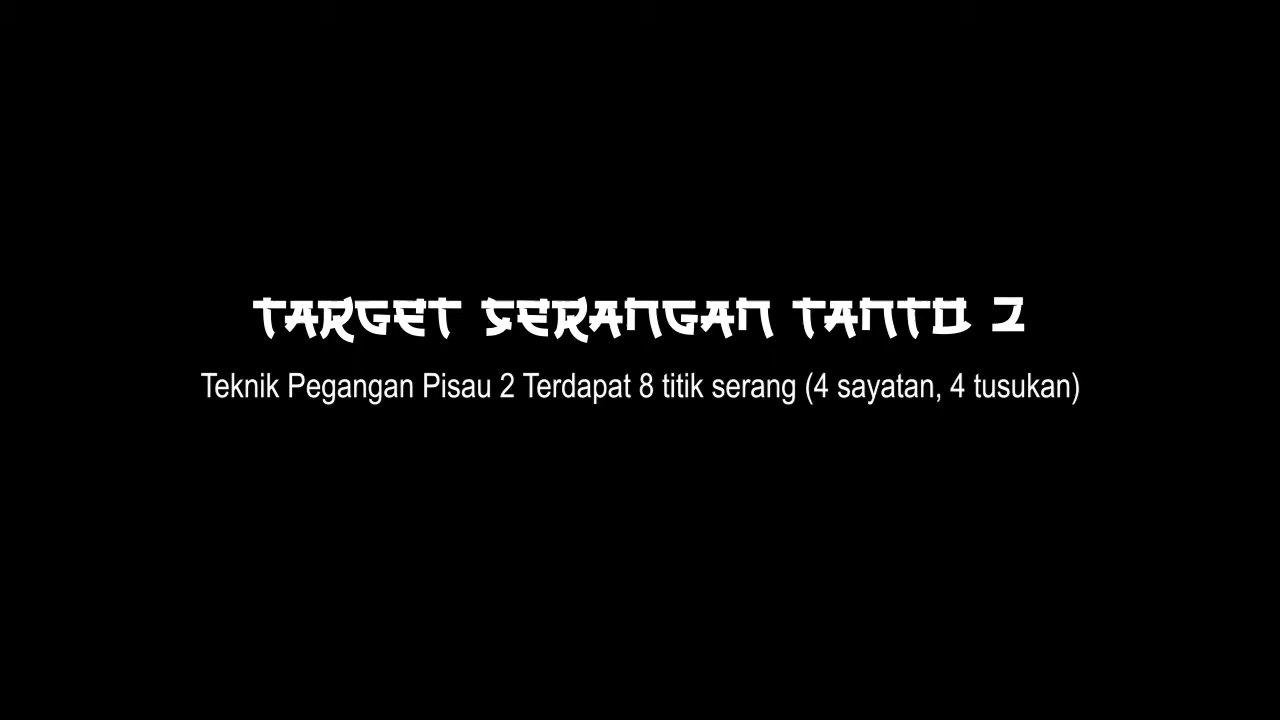 TARGET SERANGAN TANTO 2
Teknik Pegangan Pisau 2 Terdapat 8 titik serang (4 sayatan, 4 tusukan)